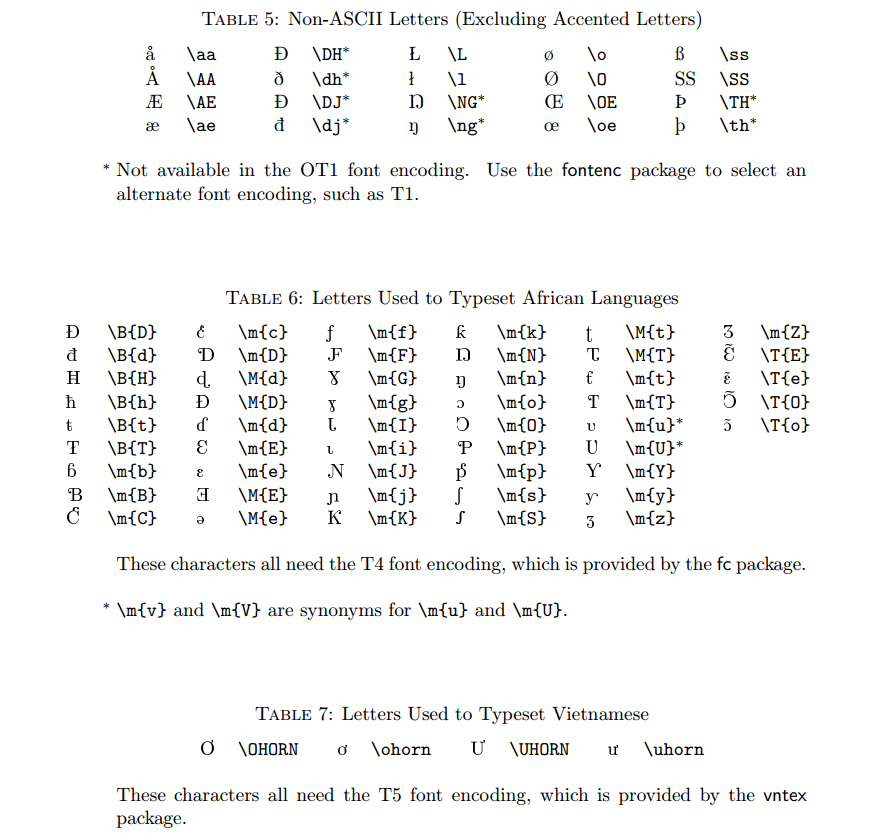 TABLE 5: Non-ASCII Letters (Excluding Accented Letters)
å \aa Ð \DH* Ł \L ø \o ß \ss
Å \AA ð \dh* ł \l Ø \O SS \SS
Æ \AE Đ \DJ* Ŋ \NG* Œ \OE Þ \TH*
æ \ae đ \dj* ŋ \ng* œ \oe þ \th*
* Not available in the OT1 font encoding. Use the fontenc package to select an
alternate font encoding, such as T1.
TABLE 6: Letters Used to Typeset African Languages
Đ \B{D} \m{c} ƒ \m{f} ƙ \m{k} ʈ \M{t} Ʒ \m{Z}
đ \B{d} Ɗ \m{D} Ƒ \m{F} Ŋ \m{N} Ʈ \M{T} Ɛ̃ \T{E}
Ħ \B{H} ɖ \M{d} Ɣ \m{G} ŋ \m{n} ƭ \m{t} ɛ̃ \T{e}
ħ \B{h} Ɖ \M{D} ɣ \m{g} ɔ \m{o} Ƭ \m{T} Ɔ̃ \T{O}
ŧ \B{t} ɗ \m{d} Ɩ \m{I} Ɔ \m{O} ʋ \m{u}* ɔ̃ \T{o}
Ŧ \B{T} Ɛ \m{E} ɩ \m{i} Ƥ \m{P} Ʋ \m{U}*
ɓ \m{b} ɛ \m{e} Ɲ \m{J} ƥ \m{p} Ƴ \m{Y}
Ɓ \m{B} Ǝ \M{E} ɲ \m{j} ʃ \m{s} ƴ \m{y}
\m{C} ə \M{e} Ƙ \m{K} Ʃ \m{S} ʒ \m{z}
These characters all need the T4 font encoding, which is provided by the fc package.
* \m{v} and \m{V} are synonyms for \m{u} and \m{U}.
TABLE 7: Letters Used to Typeset Vietnamese
Ơ \OHORN ơ \ohorn Ư \UHORN ư \uhorn
These characters all need the T5 font encoding, which is provided by the vntex
package.